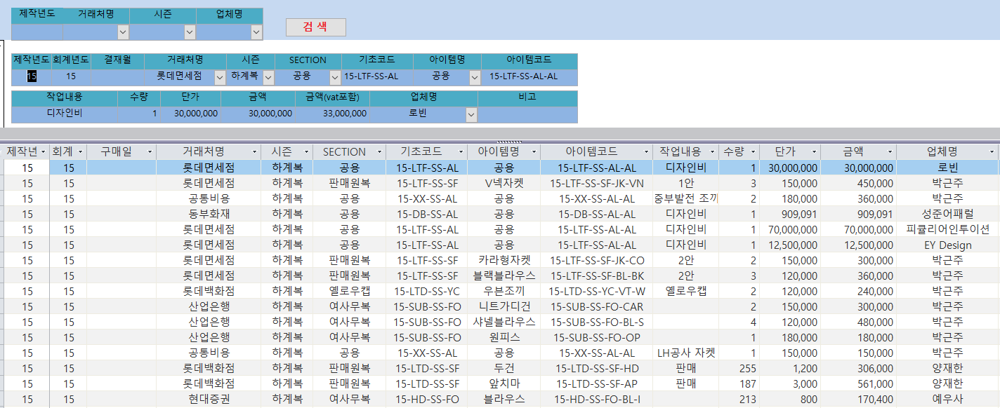 제작년도 거래처명 시즌 업체명
검 색
제작년도 회계년도 결재월 거래처명 시즌 SECTION 기초코드 아이템명 아이템코드
15 15 롯데면세점 하계복 공용 15-LTF-SS-AL 공용 15-LTF-SS-AL-AL
작업내용 수량 단가 금액 금액(vat포함) 업체명 비고
디자인비 1 30,000,000 30,000,000 33,000,000 로빈
제작년 회계 구매일 거래처명 시즌 SECTION 기초코드 아이템명 아이템코드 작업내용 수량 단가 금액 업체명
15 15 롯데면세점 하계복 공용 15-LTF-SS-AL 공용 15-LTF-SS-AL-AL 디자인비 1 30,000,000 30,000,000 로빈
15 15 롯데면세점 하계복 판매원복 15-LTF-SS-SF V넥자켓 15-LTF-SS-SF-JK-VN 1안 3 150,000 450,000 박근주
15 15 공통비용 하계복 공용 15-XX-SS-AL 공용 15-XX-SS-AL-AL 중부발전 조끼 2 180,000 360,000 박근주
15 15 동부화재 하계복 공용 15-DB-SS-AL 공용 15-DB-SS-AL-AL 디자인비 1 909,091 909,091 성준어패럴
15 15 롯데면세점 하계복 공용 15-LTF-SS-AL 공용 15-LTF-SS-AL-AL 디자인비 1 70,000,000 70,000,000 피큘리어인투이션
15 15 롯데면세점 하계복 공용 15-LTF-SS-AL 공용 15-LTF-SS-AL-AL 디자인비 1 12,500,000 12,500,000 EY Design
15 15 롯데면세점 하계복 판매원복 15-LTF-SS-SF 카라형자켓 15-LTF-SS-SF-JK-CO 2안 2 150,000 300,000 박근주
15 15 롯데면세점 하계복 판매원복 15-LTF-SS-SF 블랙블라우스 15-LTF-SS-SF-BL-BK 2안 3 120,000 360,000 박근주
15 15 롯데백화점 하계복 옐로우캡 15-LTD-SS-YC 우븐조끼 15-LTD-SS-YC-VT-W 옐로우캡 2 120,000 240,000 박근주
15 15 산업은행 하계복 여사무복 15-SUB-SS-FO 니트가디건 15-SUB-SS-FO-CAR 2 150,000 300,000 박근주
15 15 산업은행 하계복 여사무복 15-SUB-SS-FO 샤넬블라우스 15-SUB-SS-FO-BL-S 4 120,000 480,000 박근주
15 15 산업은행 하계복 여사무복 15-SUB-SS-FO 원피스 15-SUB-SS-FO-OP 1 180,000 180,000 박근주
15 15 공통비용 하계복 공용 15-XX-SS-AL 공용 15-XX-SS-AL-AL LH공사 자켓 1 150,000 150,000 박근주
15 15 롯데백화점 하계복 판매원복 15-LTD-SS-SF 두건 15-LTD-SS-SF-HD 판매 255 1,200 306,000 양재한
15 15 롯데백화점 하계복 판매원복 15-LTD-SS-SF 앞치마 15-LTD-SS-SF-AP 판매 187 3,000 561,000 양재한
15 15 현대증권 하계복 여사무복 15-HD-SS-FO 블라우스 15-HD-SS-FO-BL-I 213 800 170,400 예우사